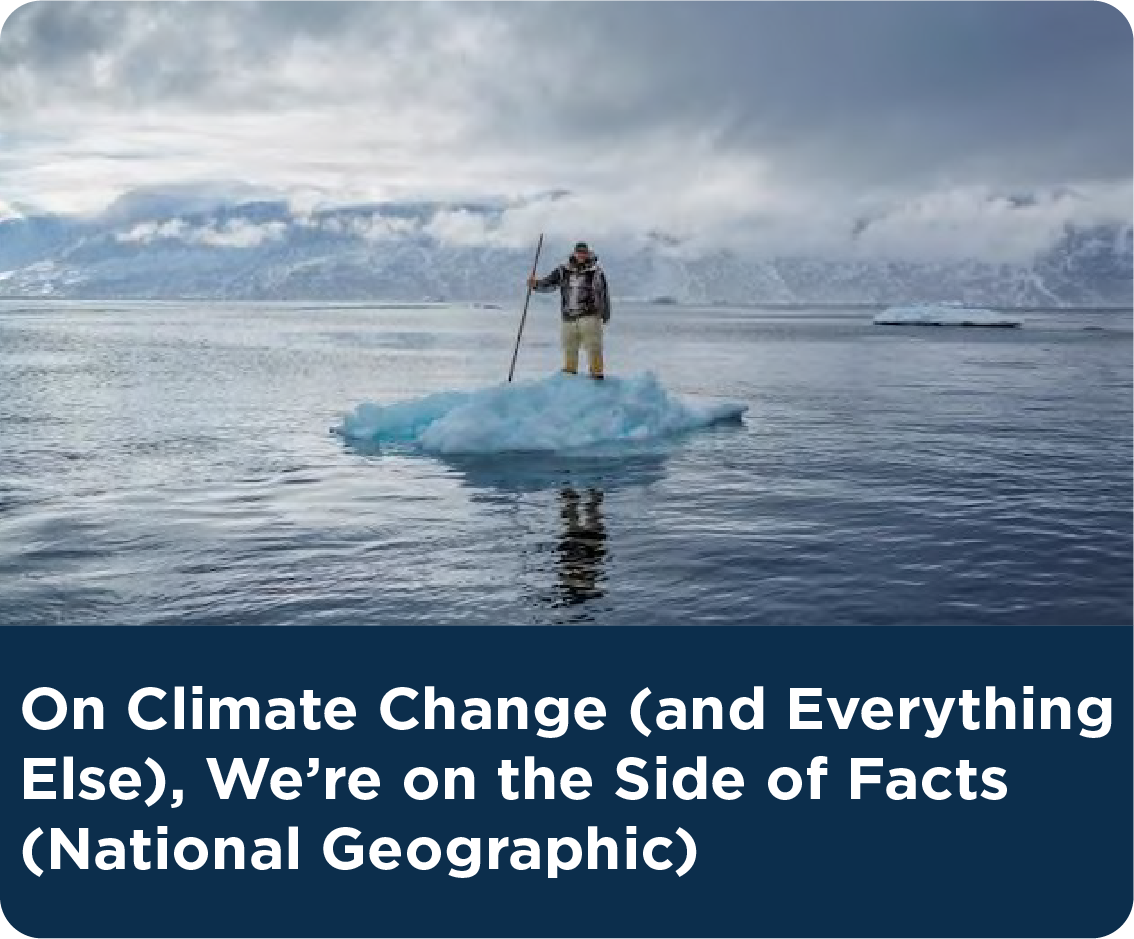 On Climate Change (and Everything
Else), We’re on the Side of Facts
(National Geographic)